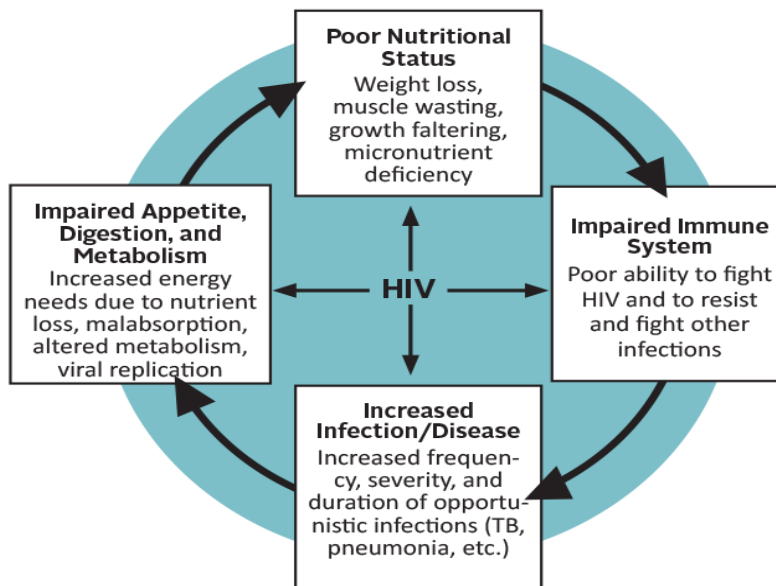 Poor Nutritional
Status
Weight loss,
muscle wasting,
growth faltering,
micronutrient
deficiency
Impaired Appetite,
Digestion, and
Metabolism
Increased energy
needs due to nutrient
loss, malabsorption,
altered metabolism,
viral replication
HIV
Impaired Immune
System
Poor ability to fight
HIV and to resist
and fight other
infections
Increased
Infection/Disease
Increased frequen-
cy, severity, and
duration of opportu-
nistic infections (TB,
pneumonia, etc.)